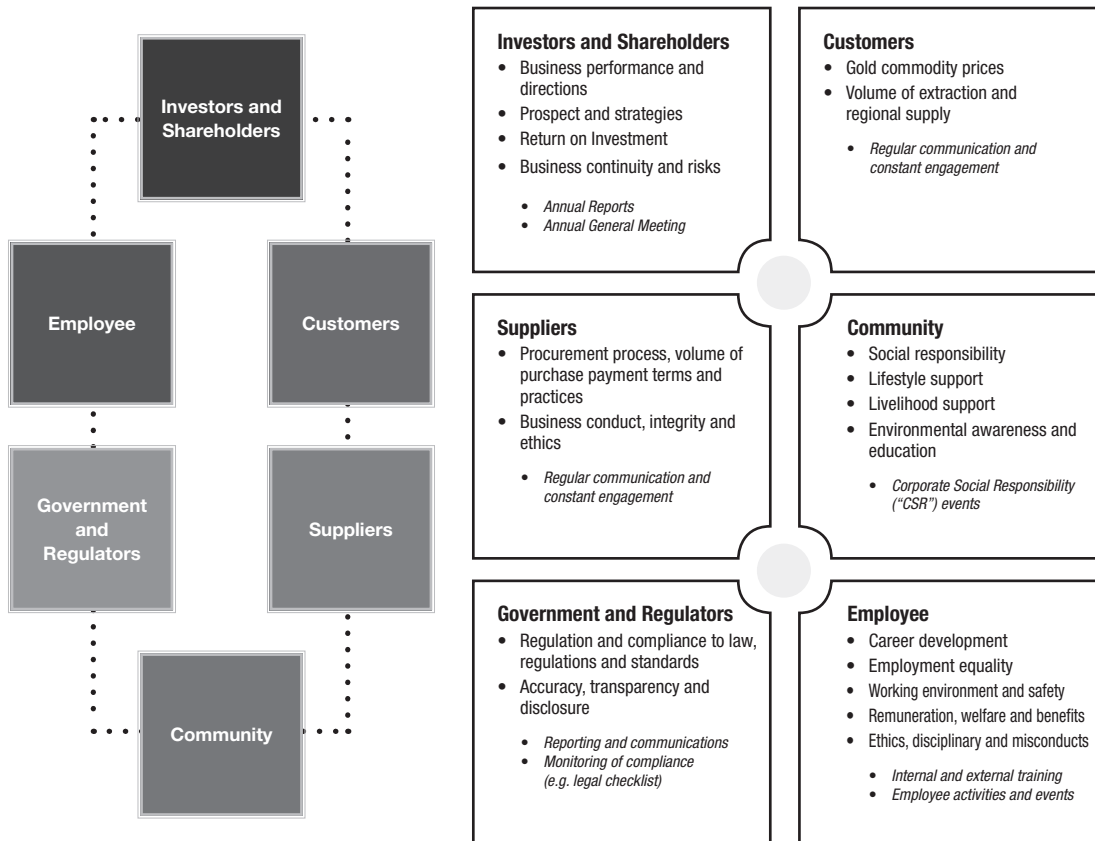 Investors and
Shareholders
Employee
Customers
Government
and
Regulators
Suppliers
Community
Investors and Shareholders
• Business performance and
directions
• Prospect and strategies
• Return on Investment
• Business continuity and risks
• Annual Reports
• Annual General Meeting
Customers
• Gold commodity prices
• Volume of extraction and
regional supply
• Regular communication and
constant engagement
Suppliers
• Procurement process, volume of
purchase payment terms and
practices
• Business conduct, integrity and
ethics
• Regular communication and
constant engagement
Community
• Social responsibility
• Lifestyle support
• Livelihood support
• Environmental awareness and
education
• Corporate Social Responsibility
(“CSR”) events
Government and Regulators
• Regulation and compliance to law,
regulations and standards
• Accuracy, transparency and
disclosure
• Reporting and communications
• Monitoring of compliance
(e.g. legal checklist)
Employee
• Career development
• Employment equality
• Working environment and safety
• Remuneration, welfare and benefits
• Ethics, disciplinary and misconducts
• Internal and external training
• Employee activities and events